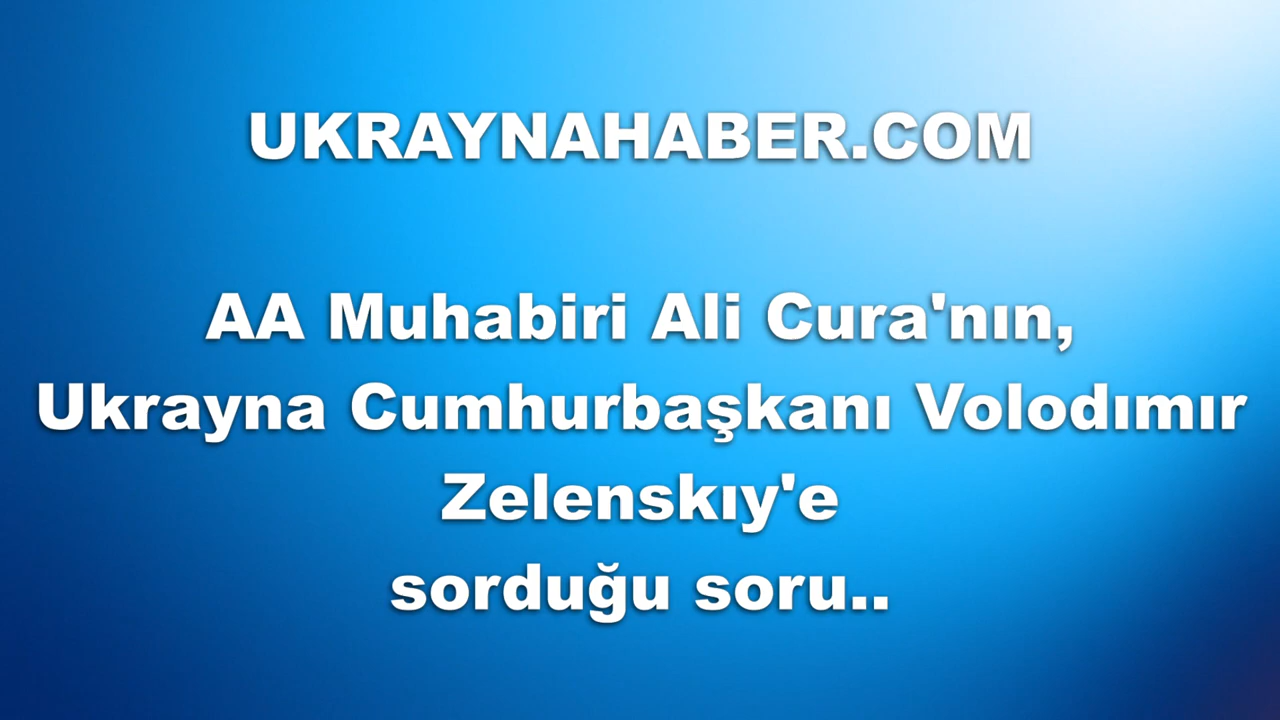 UKRAYNAHABER.COM
AA Muhabiri Ali Cura'nın,
Ukrayna Cumhurbaşkanı Volodımır
Zelenskıy'e
sorduğu soru..